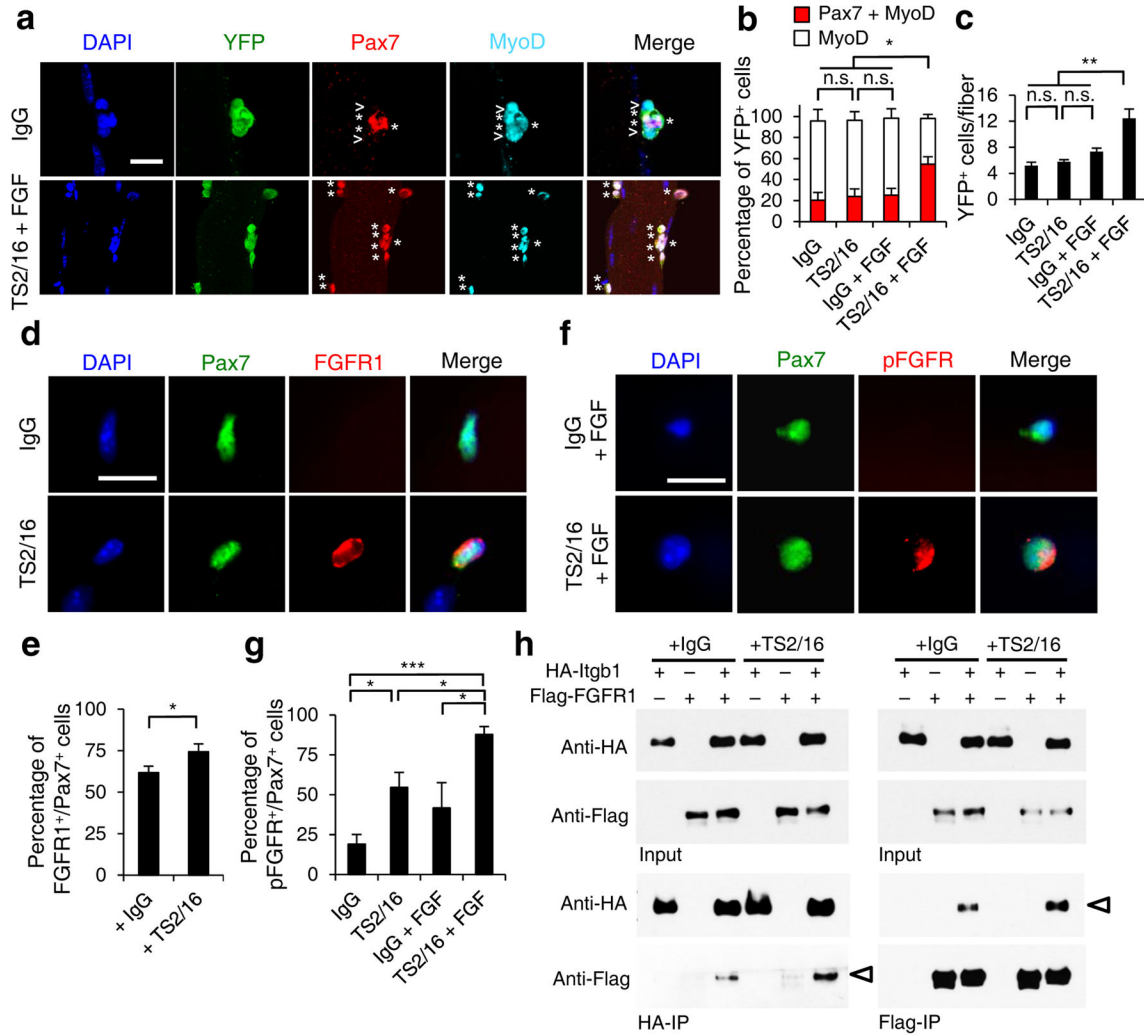 a
DAPI YFP Pax7 MyoD Merge
IgG
v * * v *
v * * v *
v * * v *
TS2/16 + FGF
b
Pax7 + MyoD
MyoD
*
n.s. n.s.
Percentage of YFP+ cells
100
80
60
40
20
0
IgG
TS2/16
IgG + FGF
TS2/16 + FGF
c
**
n.s.
n.s.
YFP+ cells/fiber
16
12
8
4
0
IgG
TS2/16
IgG + FGF
TS2/16 + FGF
d
DAPI Pax7 FGFR1 Merge
IgG
TS2/16
f
DAPI Pax7 pFGFR Merge
IgG + FGF
TS2/16 + FGF
e
*
Percentage of
FGFR1+/Pax7+ cells
100
75
50
25
0
+ IgG
+ TS2/16
g
***
* *
*
Percentage of
pFGFR+/Pax7+ cells
100
75
50
25
0
IgG
TS2/16
IgG + FGF
TS2/16 + FGF
h
+IgG +TS2/16 +IgG +TS2/16
HA-Itgb1 + – + + – + + – + + – +
Flag-FGFR1 – + + – + + – + + – + +
Anti-HA
Anti-Flag
Input Input
Anti-HA
Anti-Flag
HA-IP Flag-IP